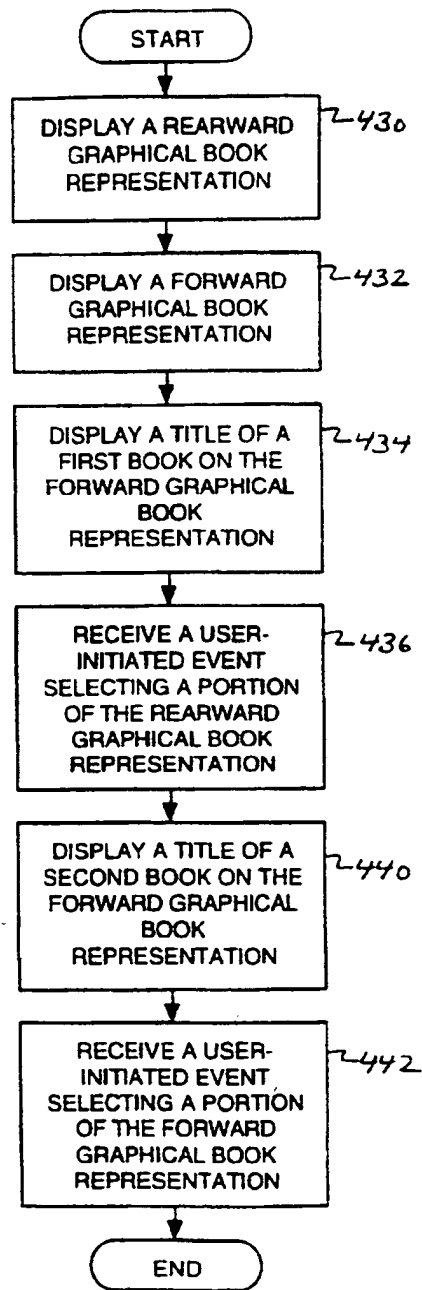 START
DISPLAY A REARWARD
GRAPHICAL BOOK
REPRESENTATION
430
DISPLAY A FORWARD
GRAPHICAL BOOK
REPRESENTATION
432
DISPLAY A TITLE OF A
FIRST BOOK ON THE
FORWARD GRAPHICAL
BOOK
REPRESENTATION
434
RECEIVE A USER-
INITIATED EVENT
SELECTING A PORTION
OF THE REARWARD
GRAPHICAL BOOK
REPRESENTATION
436
DISPLAY A TITLE OF A
SECOND BOOK ON THE
FORWARD GRAPHICAL
BOOK
REPRESENTATION
440
RECEIVE A USER-
INITIATED EVENT
SELECTING A PORTION
OF THE FORWARD
GRAPHICAL BOOK
REPRESENTATION
442
END